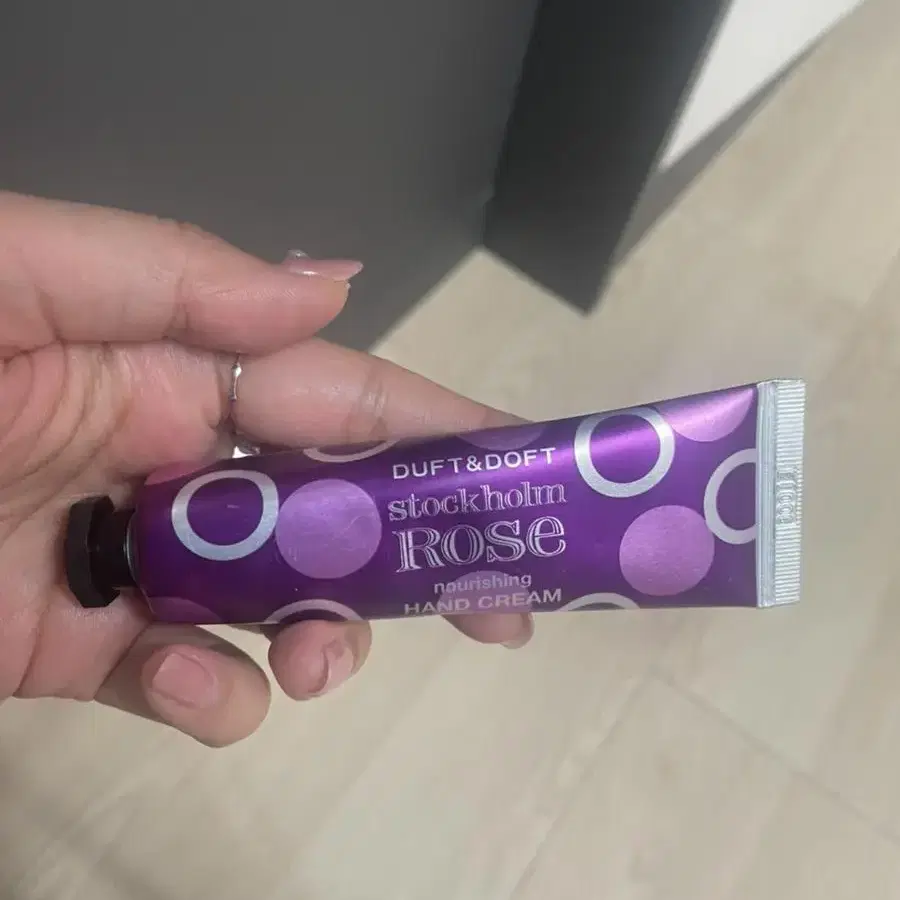 DUFT&DOFT
stockholm
ROSE
nourishing
HAND CREAM